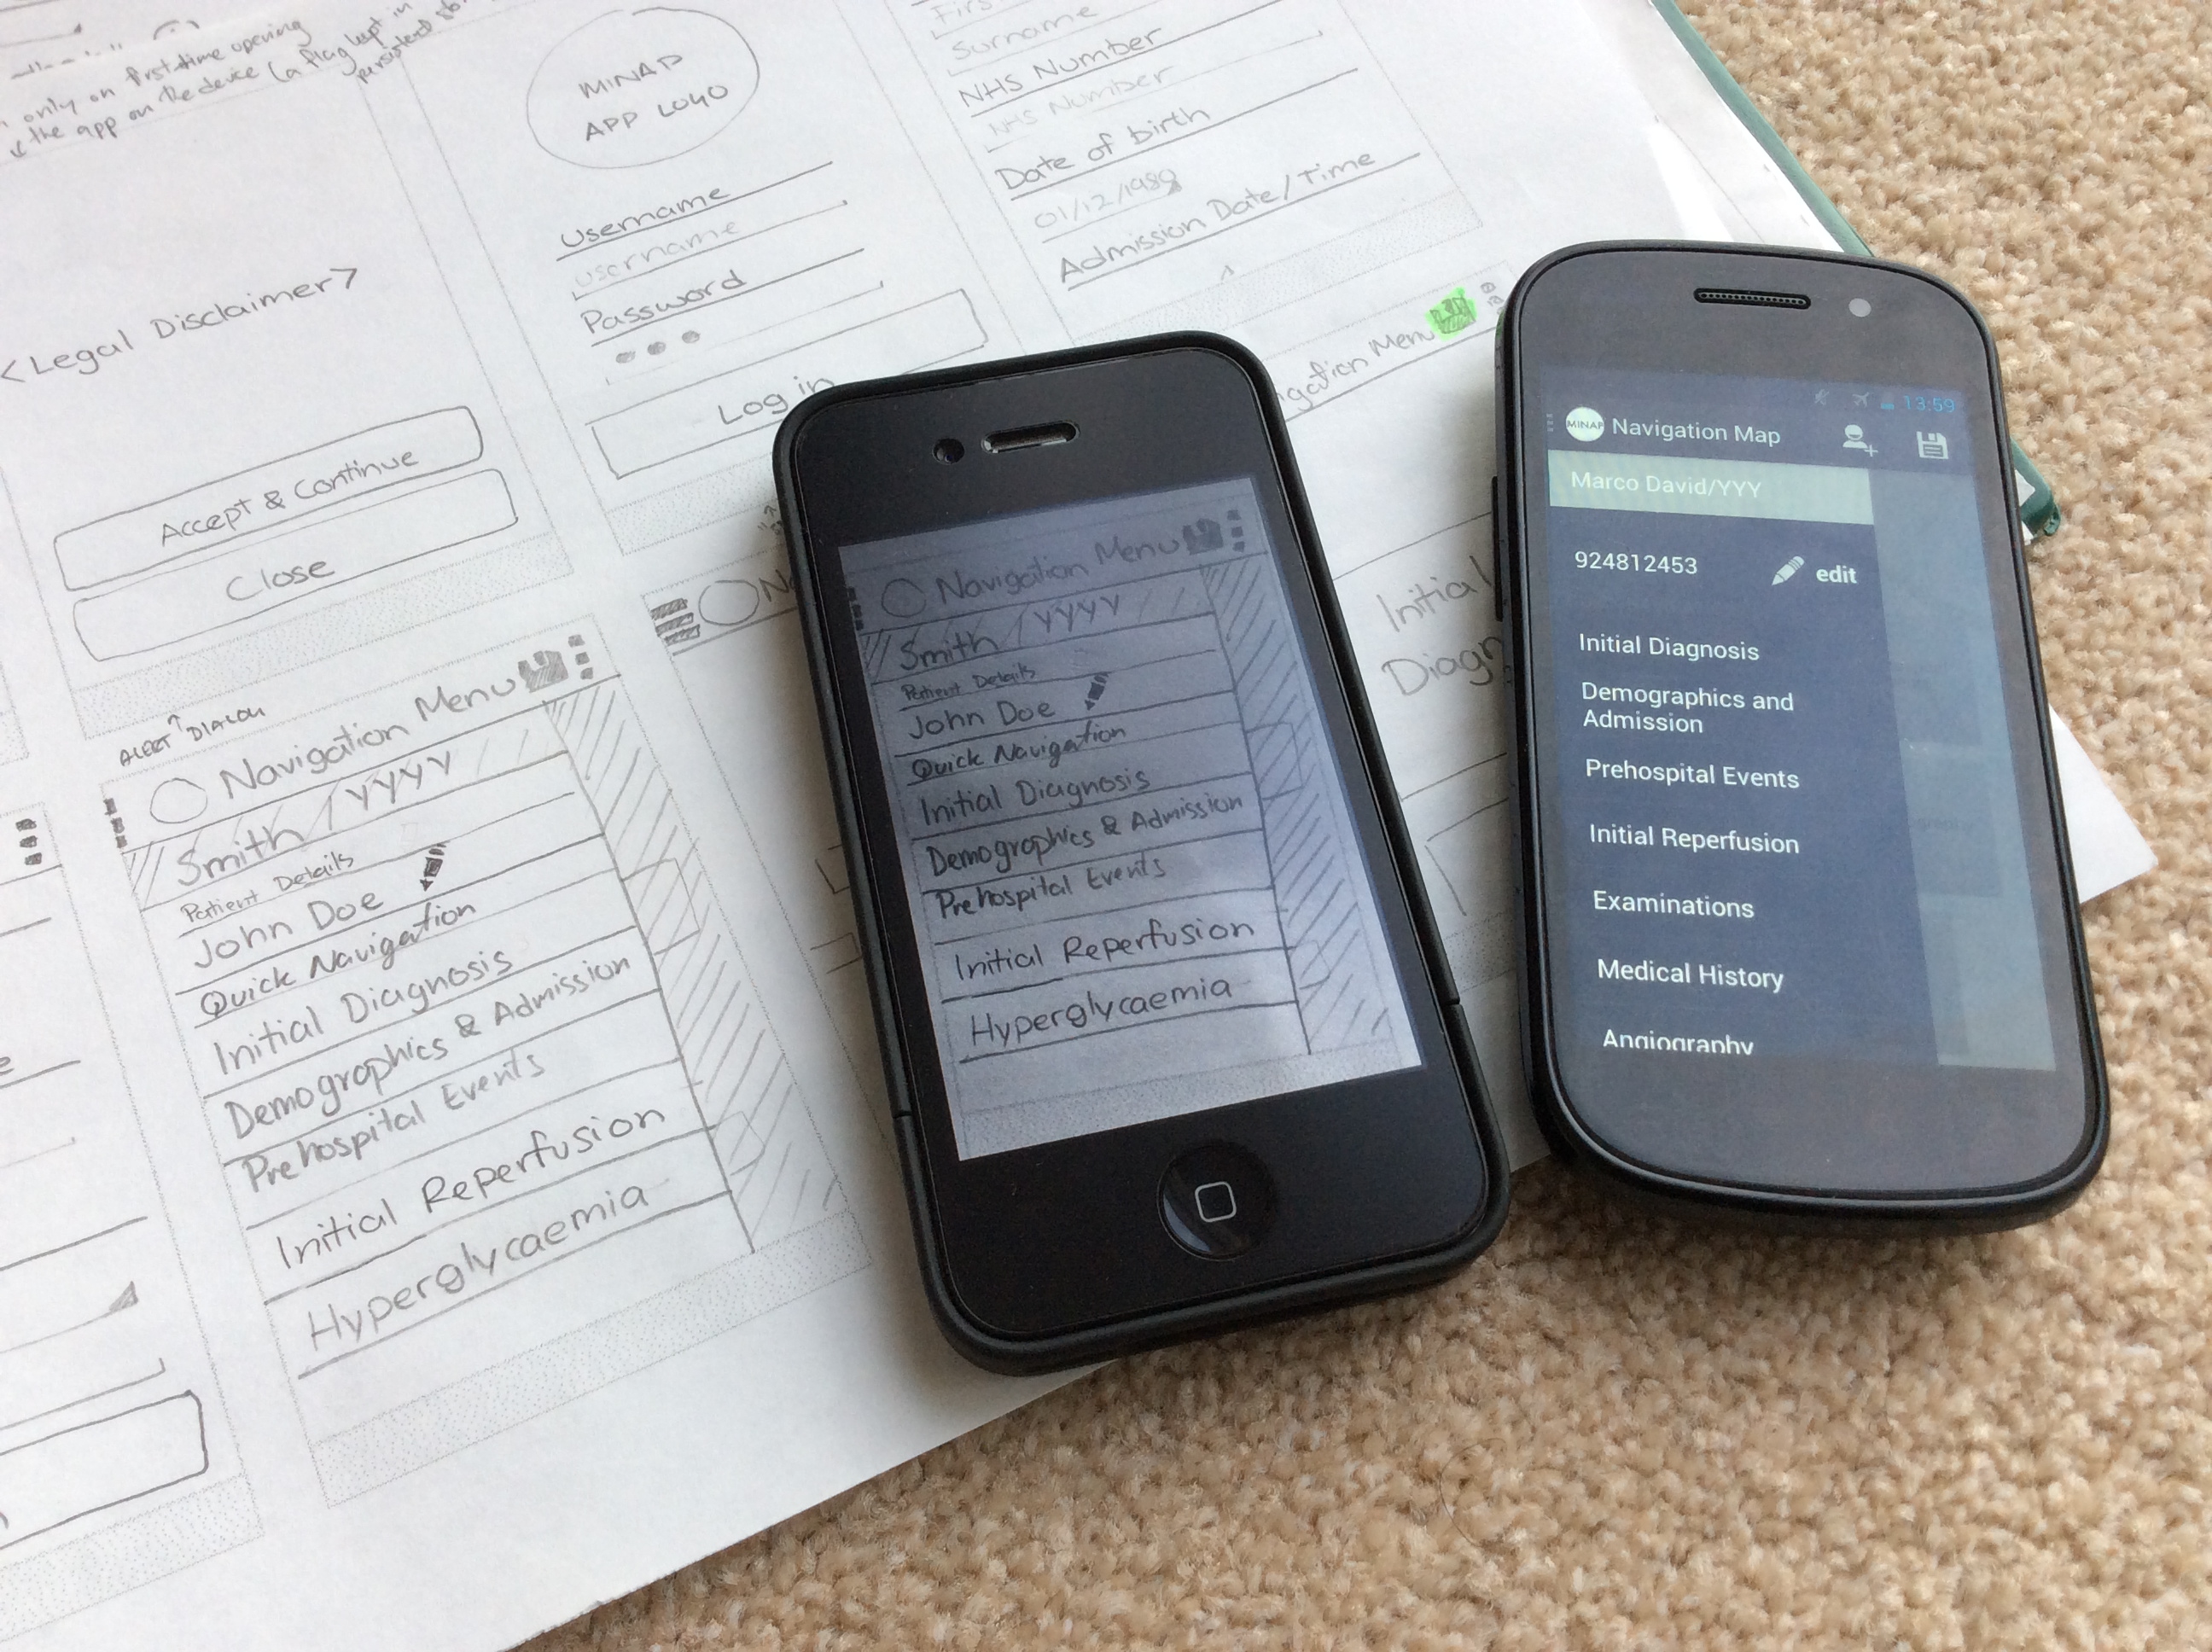 only on first time opening
the app on the device (a flag kept in
persistent
<Legal Disclaimer>
Accept & Continue
Close
MINAP
APP LOGO
Username
username
Password
Log in
Surname
NHS Number
NHS Number
Date of birth
01/12/1989
Admission Date/Time
Navigation Menu
Initial
ALERT DIALOG
Navigation Menu
Smith / YYYY
Patient Details
John Doe
Quick Navigation
Initial Diagnosis
Demographics & Admission
Prehospital Events
Initial Reperfusion
Hyperglycaemia
Navigation Menu
Smith / YYYY
Patient Details
John Doe
Quick Navigation
Initial Diagnosis
Demographics & Admission
Prehospital Events
Initial Reperfusion
Hyperglycaemia
13:59
MINAP Navigation Map
Marco David/YYY
924812453 edit
Initial Diagnosis
Demographics and
Admission
Prehospital Events
Initial Reperfusion
Examinations
Medical History
Angiography